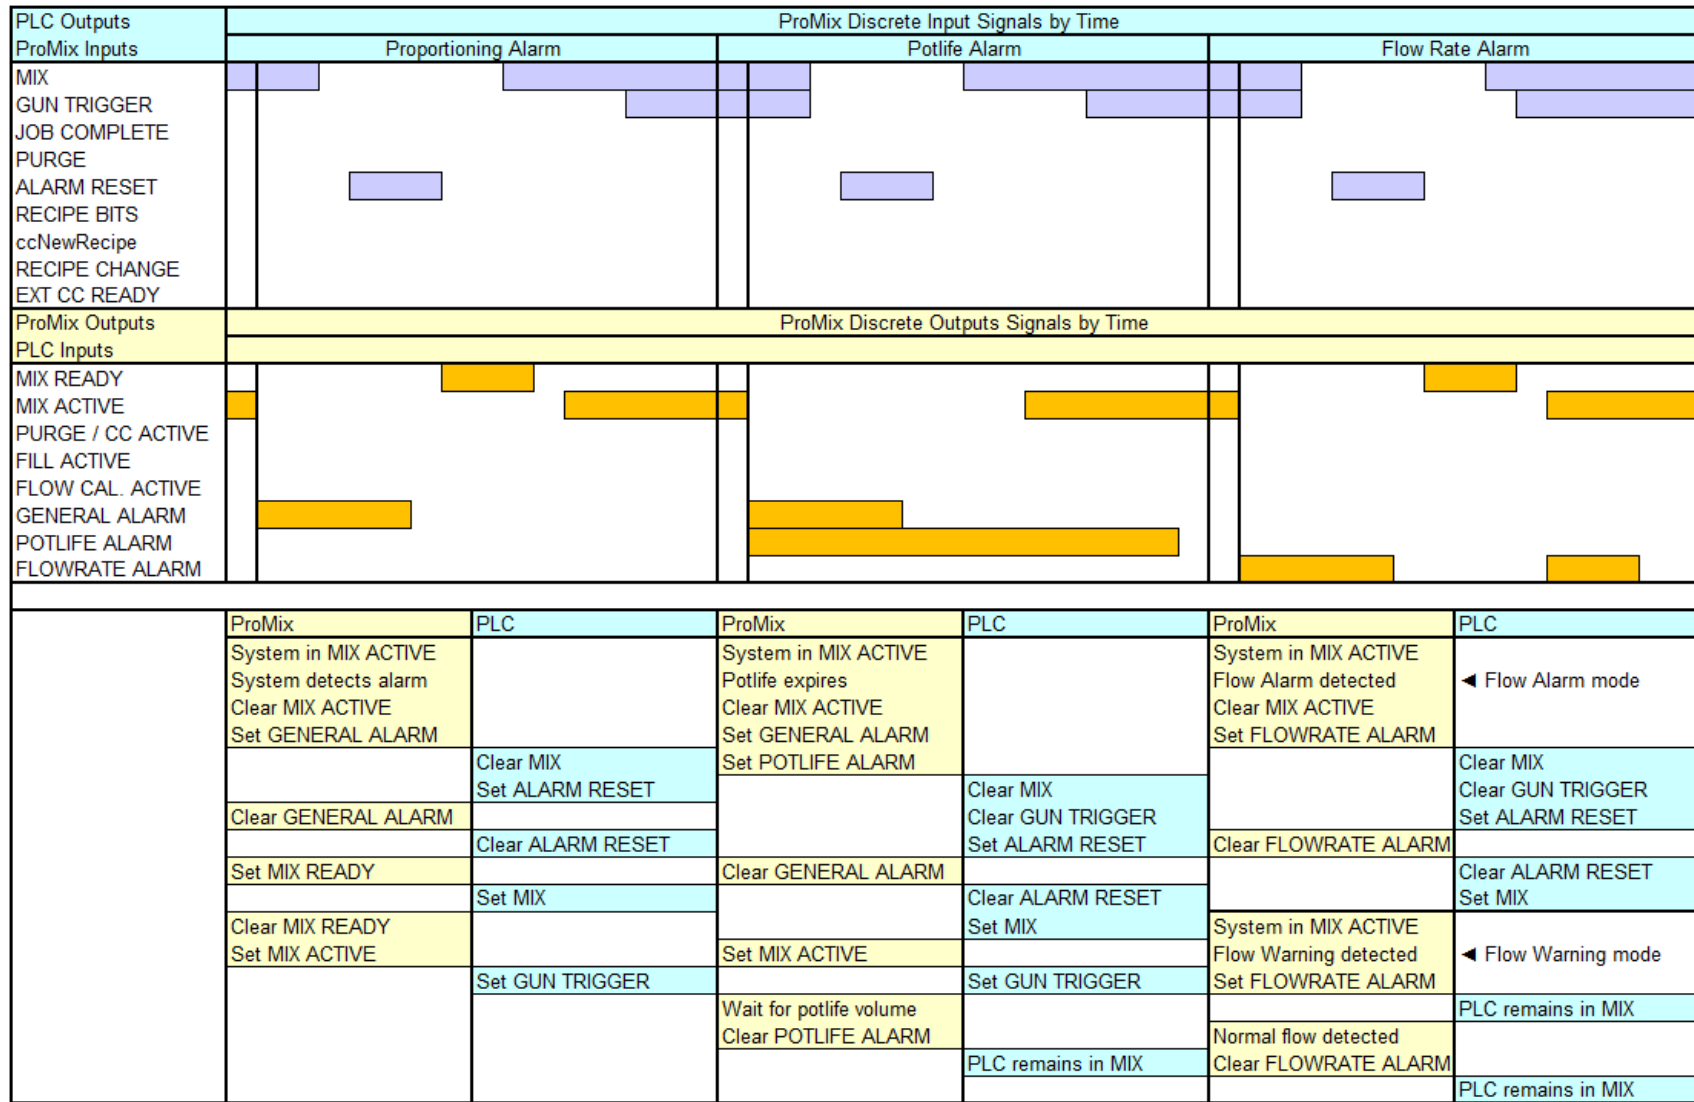 PLC Outputs
ProMix Discrete Input Signals by Time
ProMix Inputs
Proportioning Alarm
Potlife Alarm
Flow Rate Alarm
MIX
GUN TRIGGER
JOB COMPLETE
PURGE
ALARM RESET
RECIPE BITS
ccNewRecipe
RECIPE CHANGE
EXT CC READY
ProMix Outputs
ProMix Discrete Outputs Signals by Time
PLC Inputs
MIX READY
MIX ACTIVE
PURGE / CC ACTIVE
FILL ACTIVE
FLOW CAL. ACTIVE
GENERAL ALARM
POTLIFE ALARM
FLOWRATE ALARM
ProMix
PLC
ProMix
PLC
ProMix
PLC
System in MIX ACTIVE
System detects alarm
Clear MIX ACTIVE
Set GENERAL ALARM
Clear MIX
Set ALARM RESET
Clear GENERAL ALARM
Clear ALARM RESET
Set MIX READY
Set MIX
Clear MIX READY
Set MIX ACTIVE
Set GUN TRIGGER
System in MIX ACTIVE
Potlife expires
Clear MIX ACTIVE
Set GENERAL ALARM
Set POTLIFE ALARM
Clear MIX
Clear GUN TRIGGER
Set ALARM RESET
Clear GENERAL ALARM
Clear ALARM RESET
Set MIX
Set MIX ACTIVE
Set GUN TRIGGER
Wait for potlife volume
Clear POTLIFE ALARM
PLC remains in MIX
System in MIX ACTIVE
Flow Alarm detected
◄ Flow Alarm mode
Clear MIX ACTIVE
Set FLOWRATE ALARM
Clear MIX
Clear GUN TRIGGER
Set ALARM RESET
Clear FLOWRATE ALARM
Clear ALARM RESET
Set MIX
System in MIX ACTIVE
Flow Warning detected
◄ Flow Warning mode
Set FLOWRATE ALARM
PLC remains in MIX
Normal flow detected
Clear FLOWRATE ALARM
PLC remains in MIX